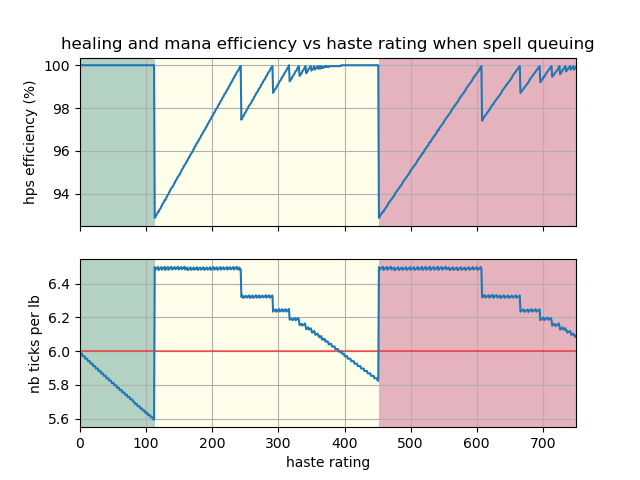 healing and mana efficiency vs haste rating when spell queuing
hps efficiency (%)
100
98
96
94
nb ticks per lb
6.4
6.2
6.0
5.8
5.6
0 100 200 300 400 500 600 700
haste rating